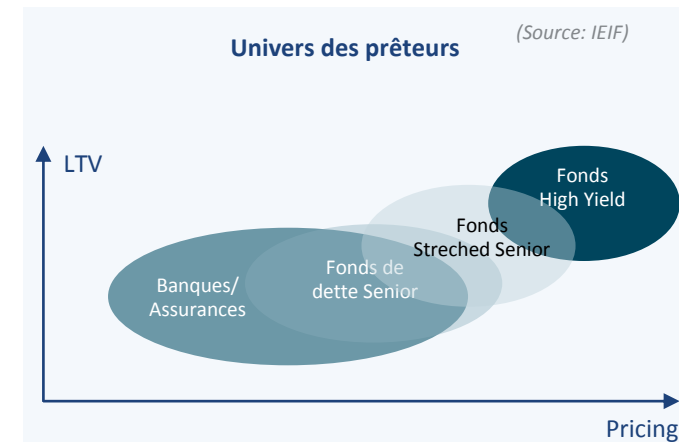 (Source: IEIF)
Univers des prêteurs
LTV
Fonds
High Yield
Fonds
Streched Senior
Fonds de
dette Senior
Banques/
Assurances
Pricing